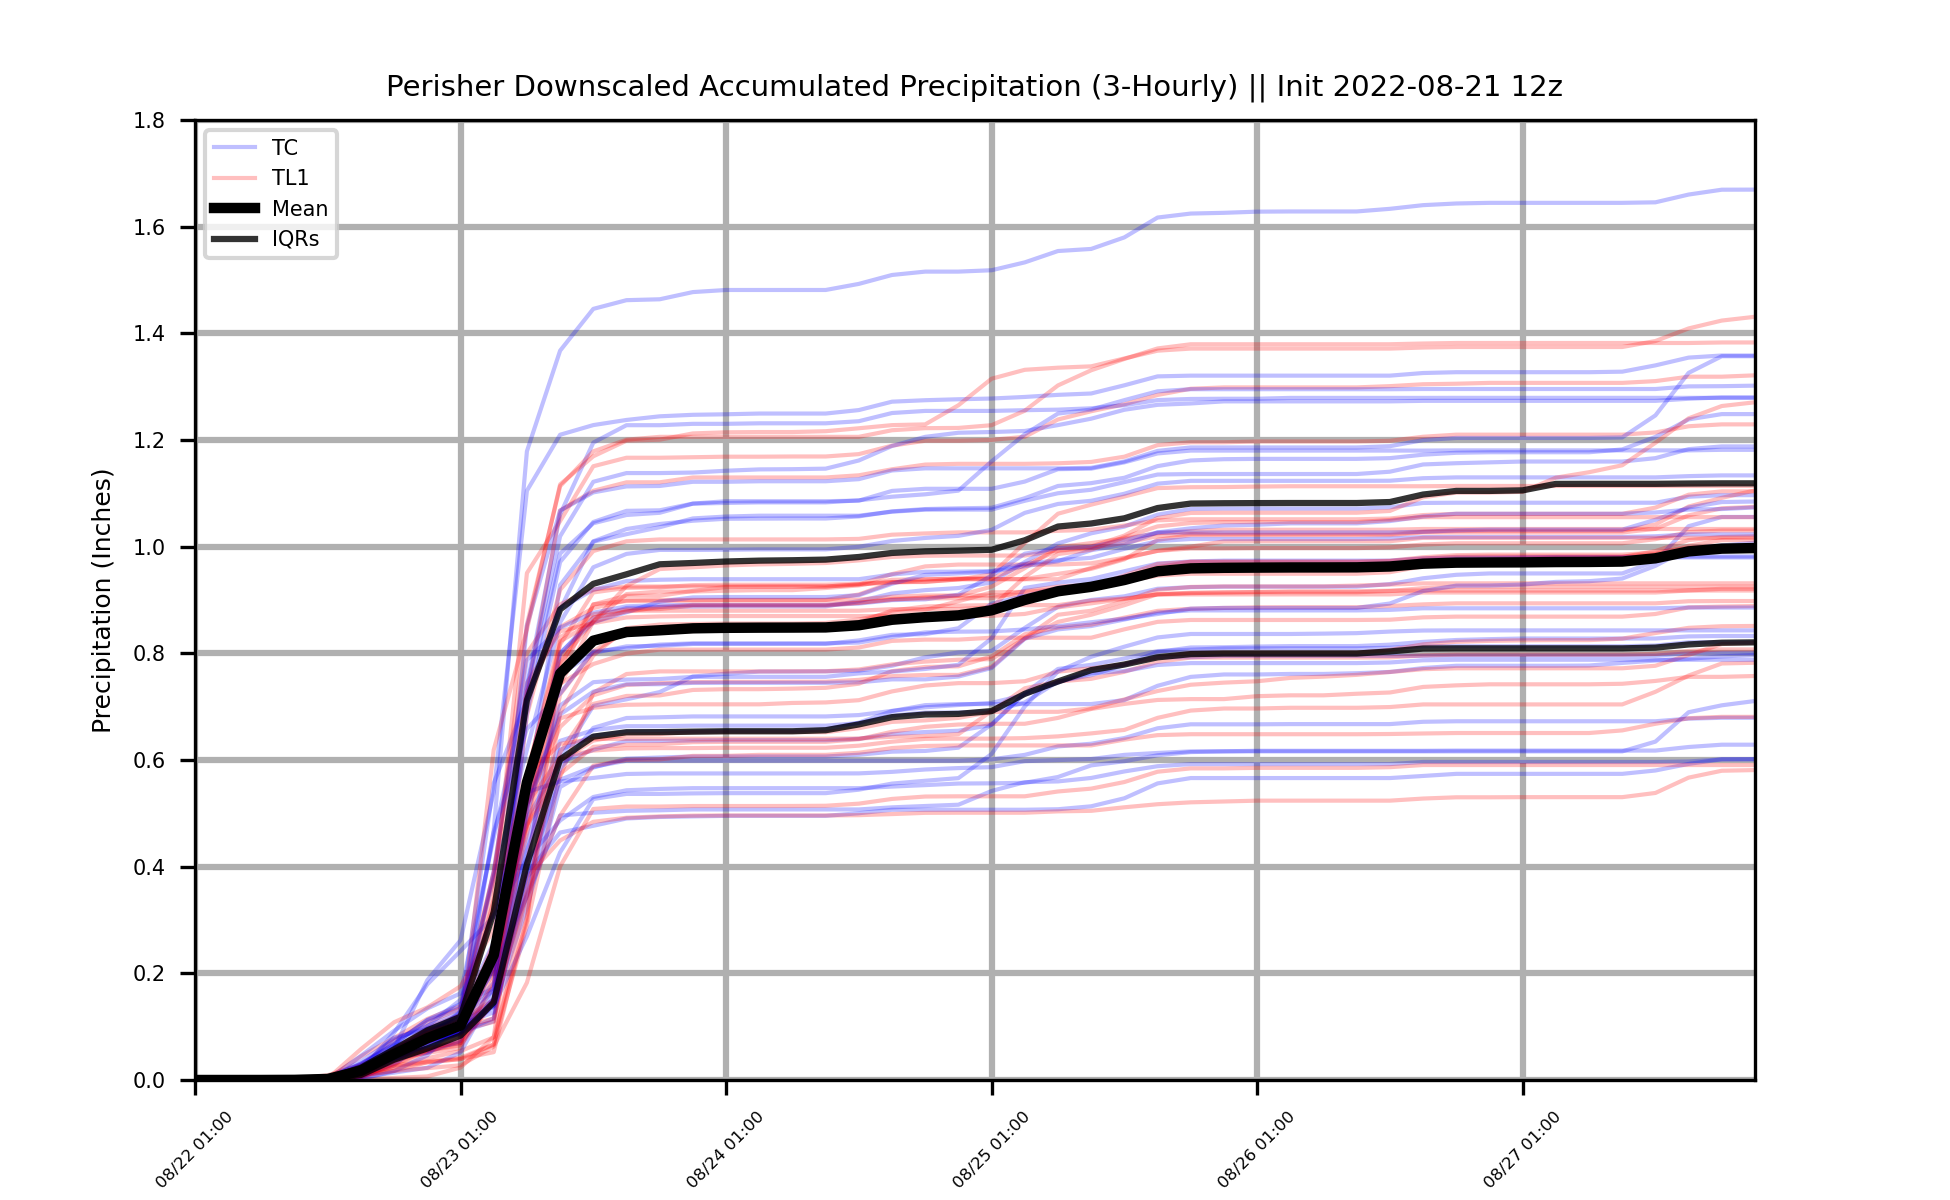 Perisher Downscaled Accumulated Precipitation (3-Hourly) || Init 2022-08-21 12z
TC
TL1
Mean
IQRs
Precipitation (Inches)
1.8
1.6
1.4
1.2
1.0
0.8
0.6
0.4
0.2
0.0
08/22 01:00
08/23 01:00
08/24 01:00
08/25 01:00
08/26 01:00
08/27 01:00